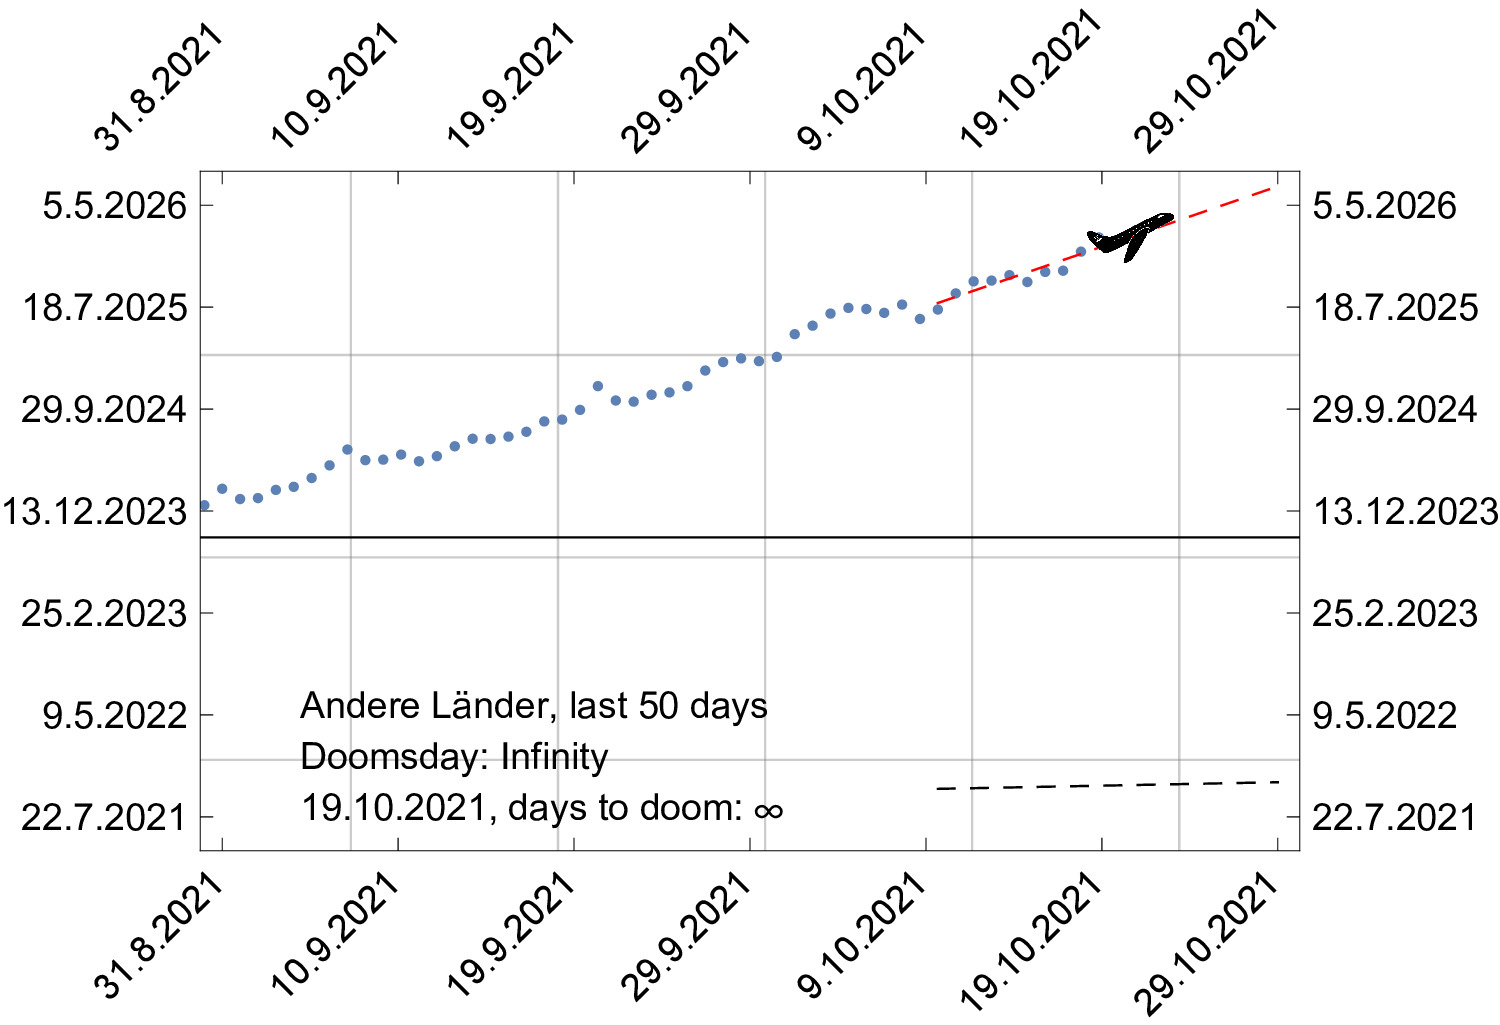 31.8.2021 10.9.2021 19.9.2021 29.9.2021 9.10.2021 19.10.2021 29.10.2021
5.5.2026 5.5.2026
18.7.2025 18.7.2025
29.9.2024 29.9.2024
13.12.2023 13.12.2023
25.2.2023 25.2.2023
Andere Länder, last 50 days
9.5.2022 9.5.2022
Doomsday: Infinity
19.10.2021, days to doom: ∞
22.7.2021 22.7.2021
31.8.2021 10.9.2021 19.9.2021 29.9.2021 9.10.2021 19.10.2021 29.10.2021